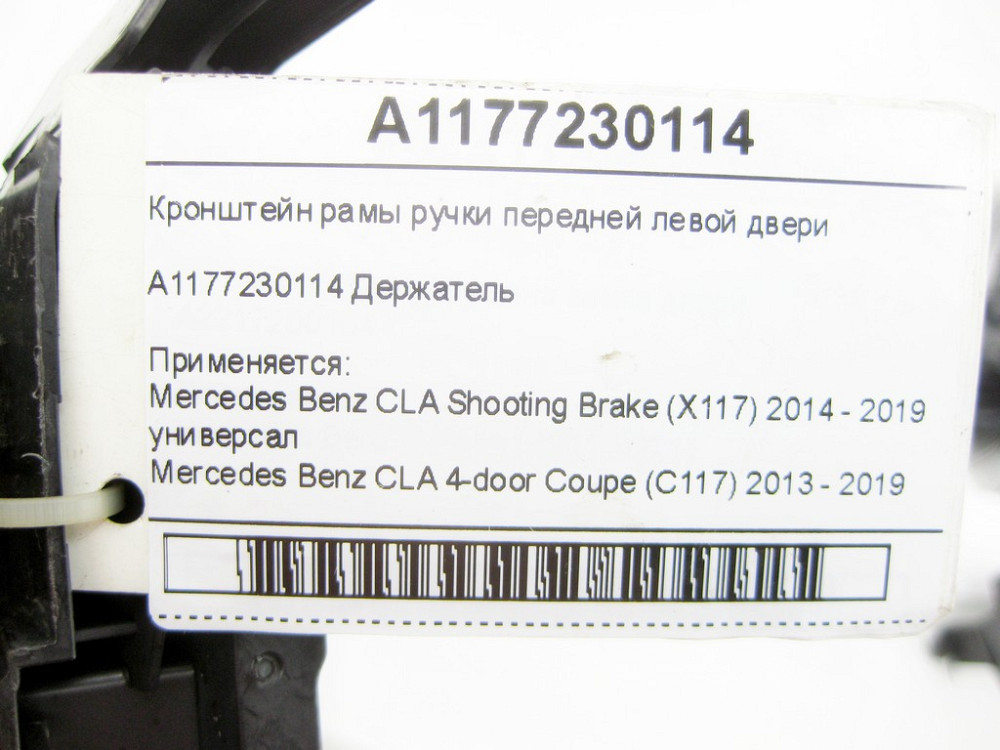 A1177230114
Кронштейн рамы ручки передней левой двери
A1177230114 Держатель
Применяется:
Mercedes Benz CLA Shooting Brake (X117) 2014 - 2019
универсал
Mercedes Benz CLA 4-door Coupe (C117) 2013 - 2019